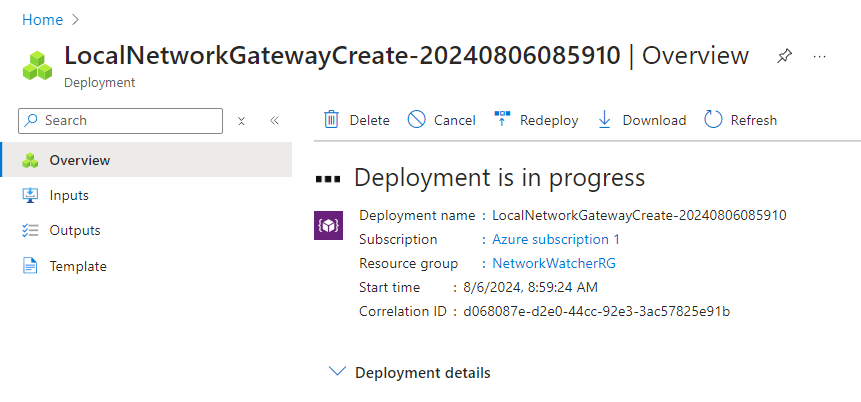 Home
LocalNetworkGatewayCreate-20240806085910 | Overview
Deployment
Search
Delete Cancel Redeploy Download Refresh
Overview
Inputs
Outputs
Template
Deployment is in progress
Deployment name : LocalNetworkGatewayCreate-20240806085910
Subscription : Azure subscription 1
Resource group : NetworkWatcherRG
Start time : 8/6/2024, 8:59:24 AM
Correlation ID : d068087e-d2e0-44cc-92e3-3ac57825e91b
Deployment details